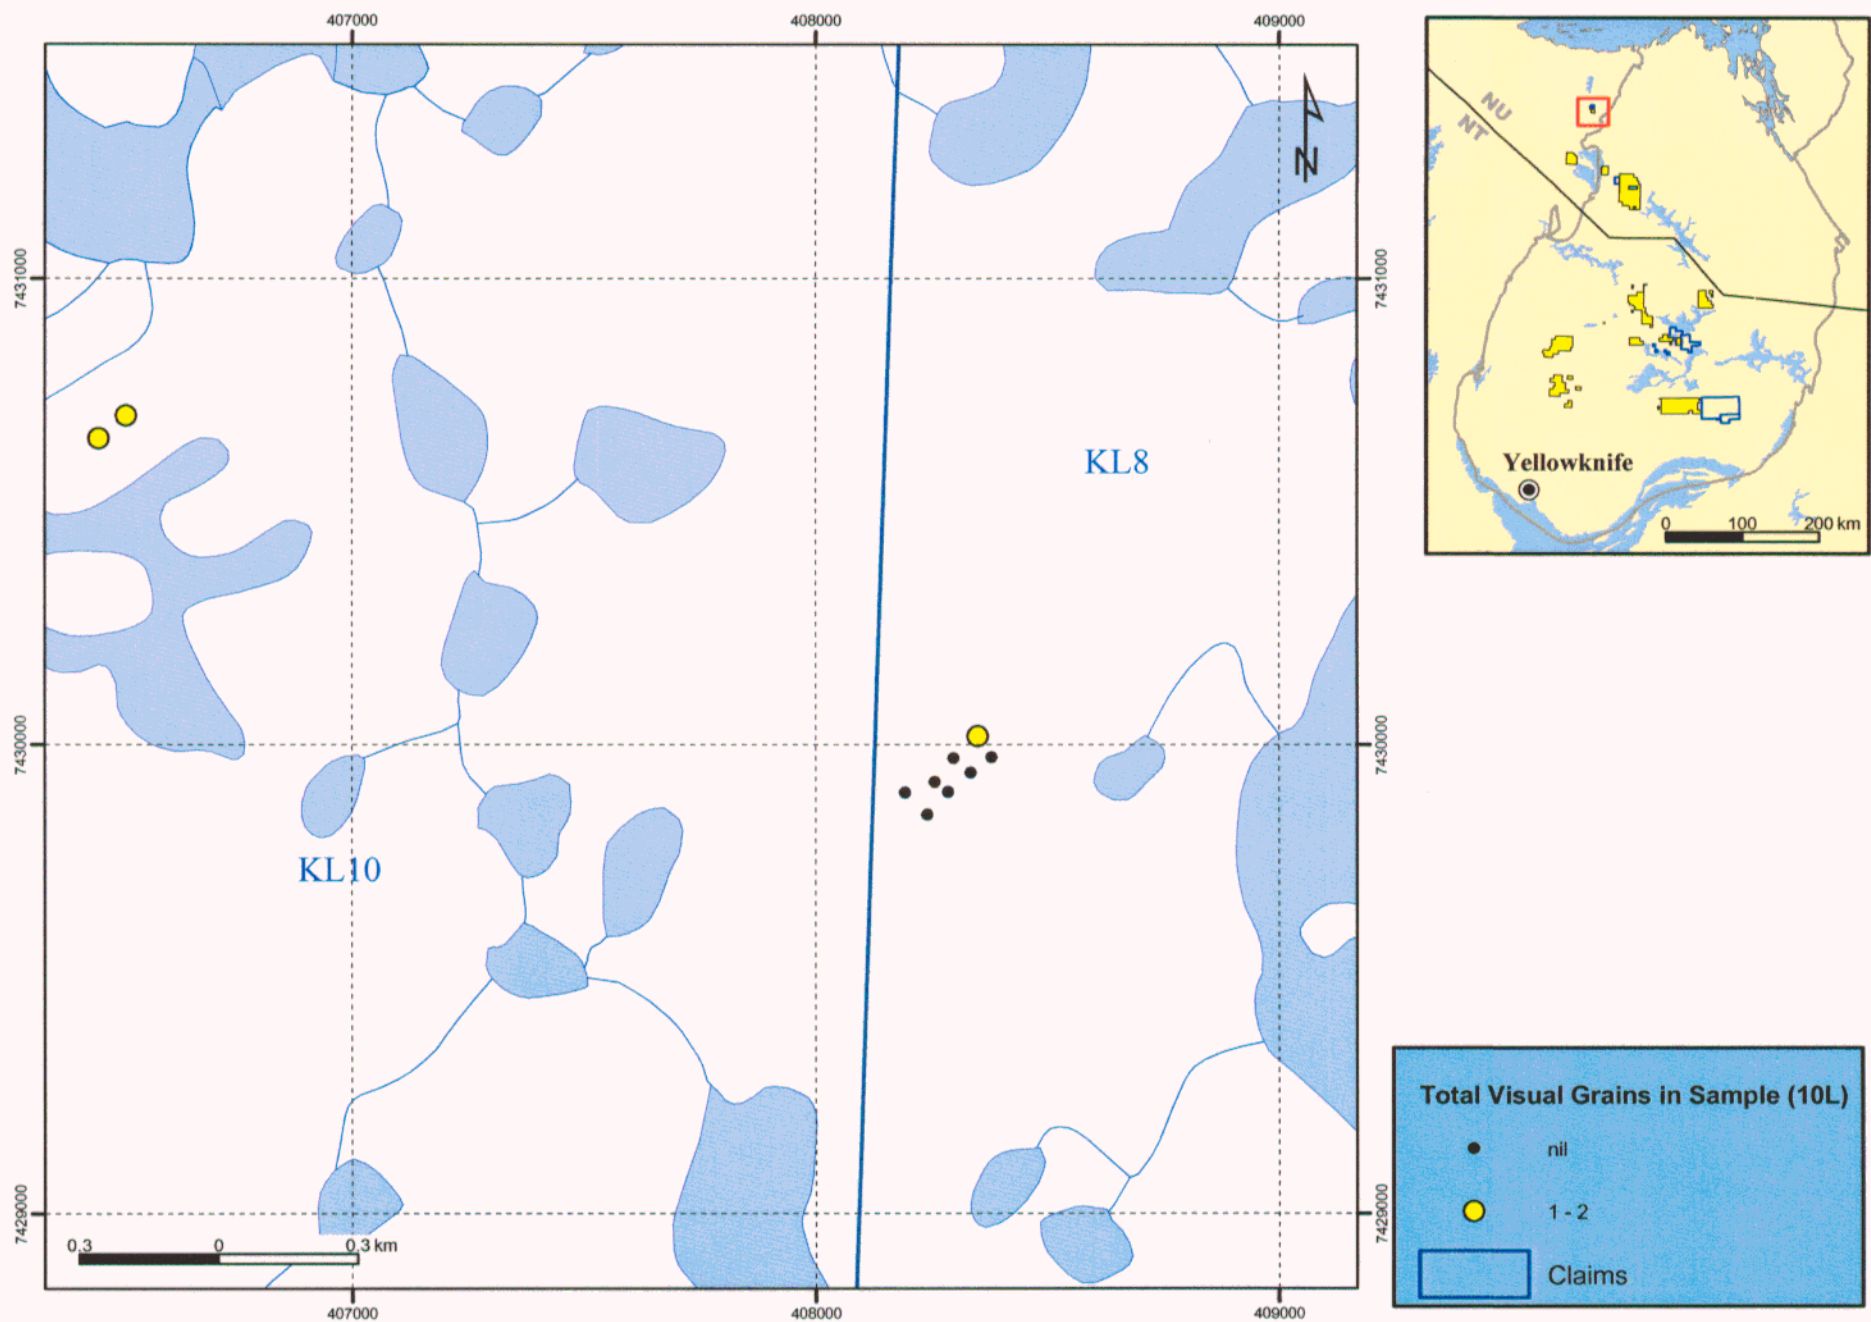 407000
408000
409000
7431000
7431000
NU
NT
KL8
Yellowknife
0 100 200 km
7430000
7430000
KL10
Total Visual Grains in Sample (10L)
nil
1 - 2
Claims
7429000
7429000
0.3 0 0.3 km
407000
408000
409000
N